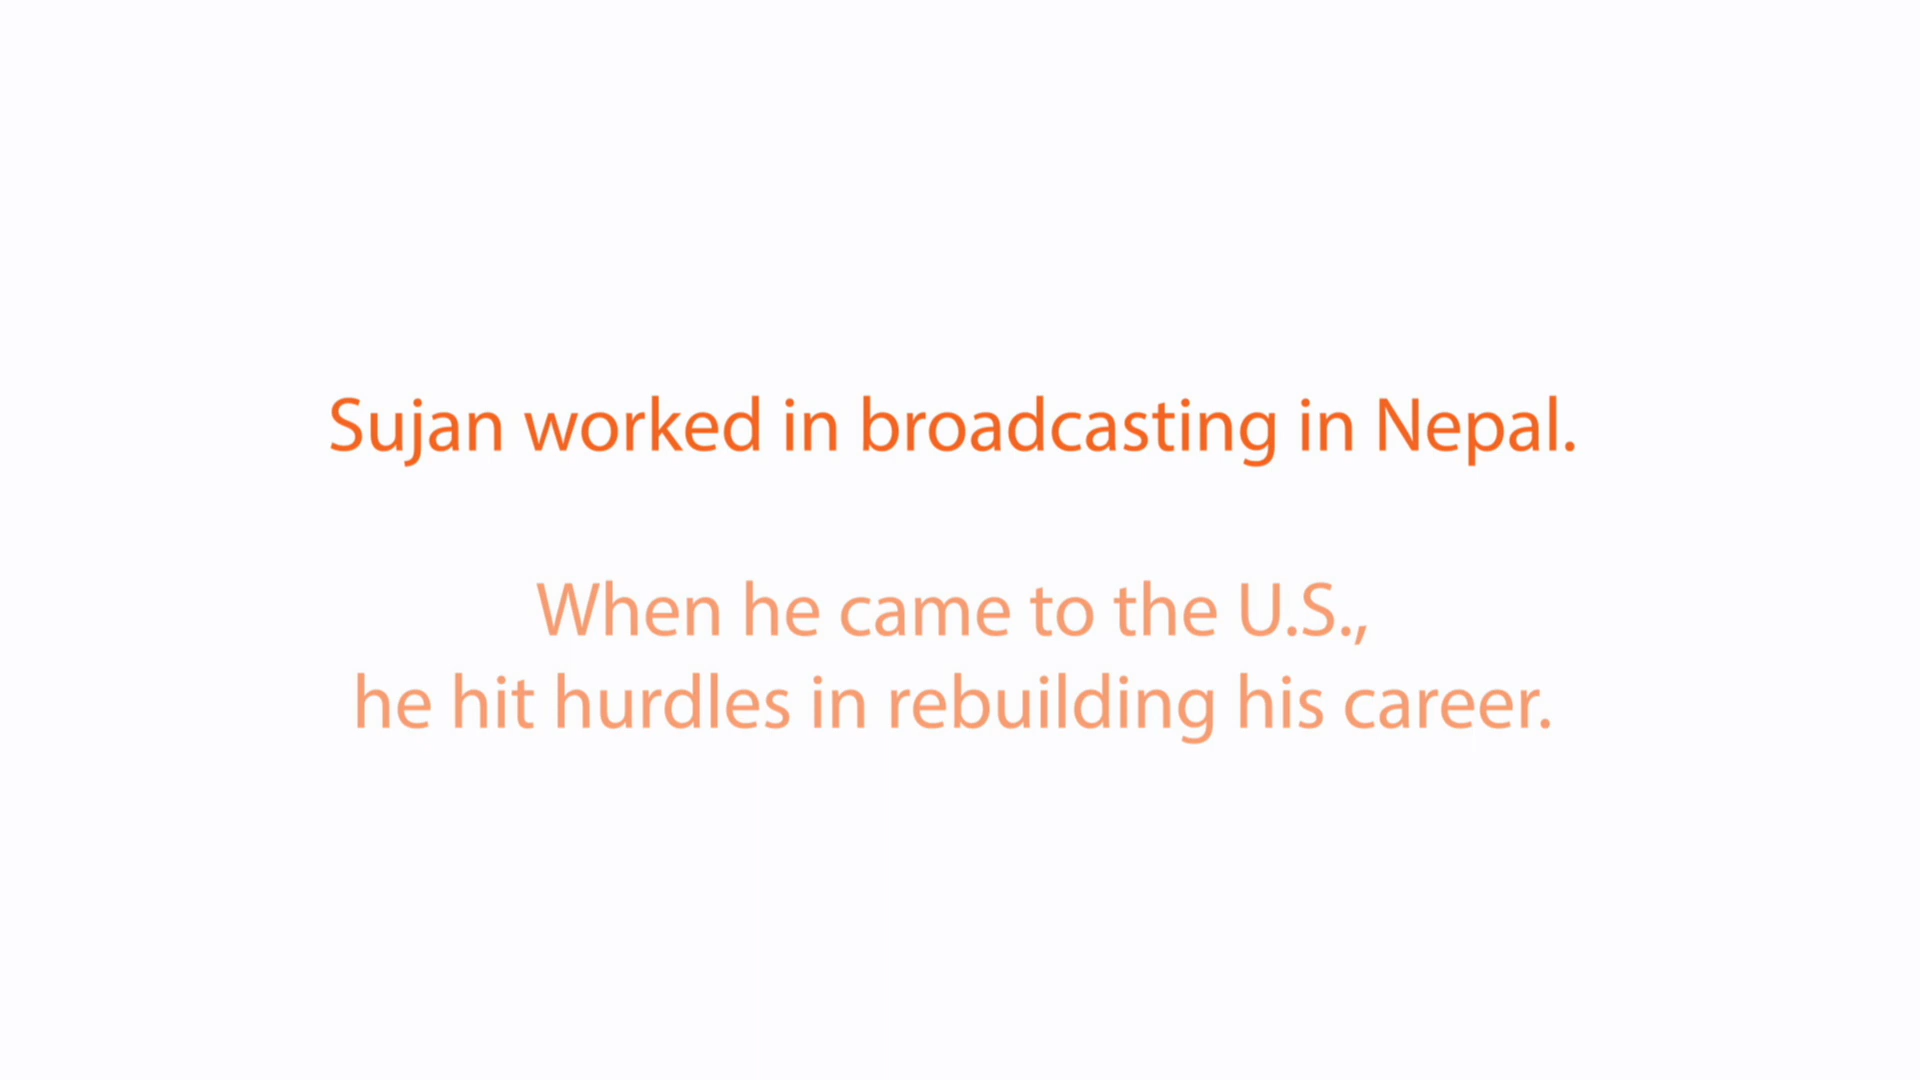 Sujan worked in broadcasting in Nepal.
When he came to the U.S.,
he hit hurdles in rebuilding his career.